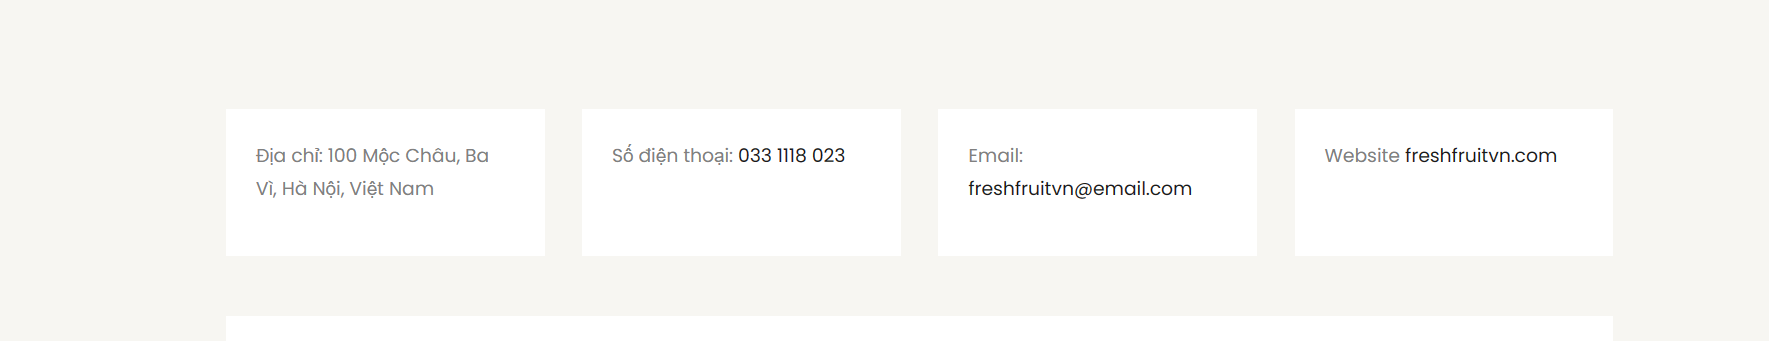 Địa chỉ: 100 Mộc Châu, Ba
Vì, Hà Nội, Việt Nam
Số điện thoại: 033 1118 023
Email:
freshfruitvn@email.com
Website freshfruitvn.com